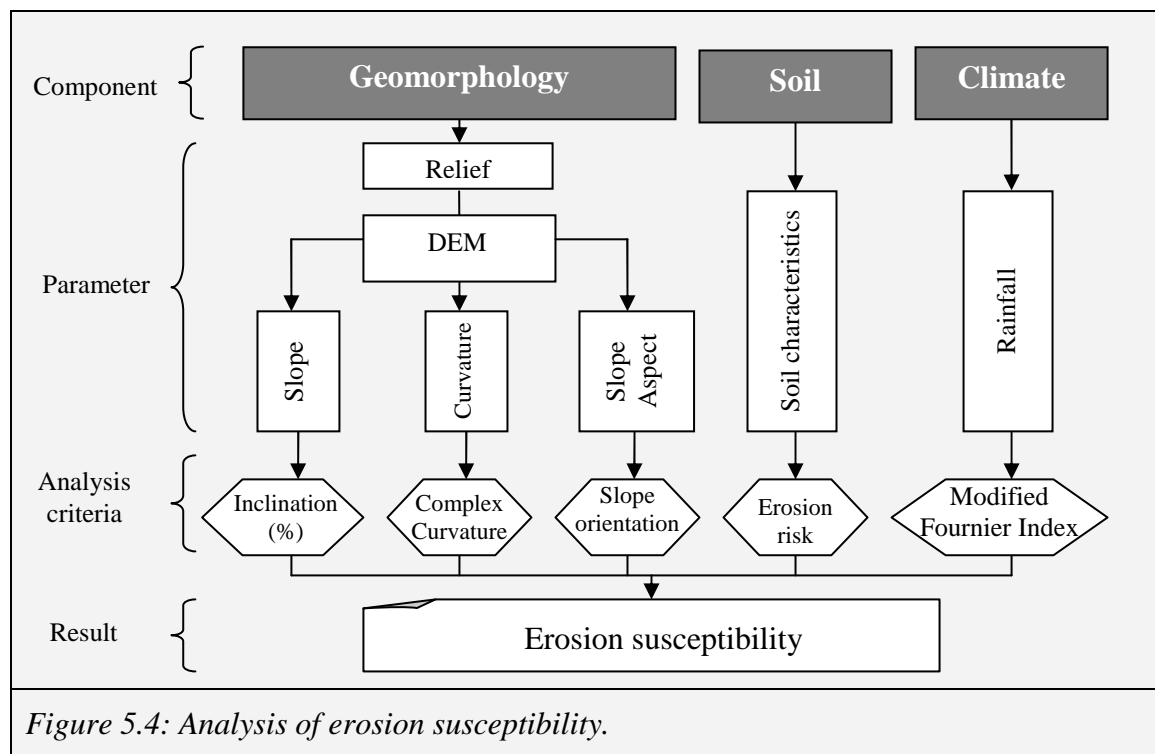 Component
Geomorphology
Soil
Climate
Parameter
Relief
DEM
Slope
Curvature
Slope
Aspect
Soil characteristics
Rainfall
Analysis
criteria
Inclination
(%)
Complex
Curvature
Slope
orientation
Erosion
risk
Modified
Fournier Index
Result
Erosion susceptibility
Figure 5.4: Analysis of erosion susceptibility.